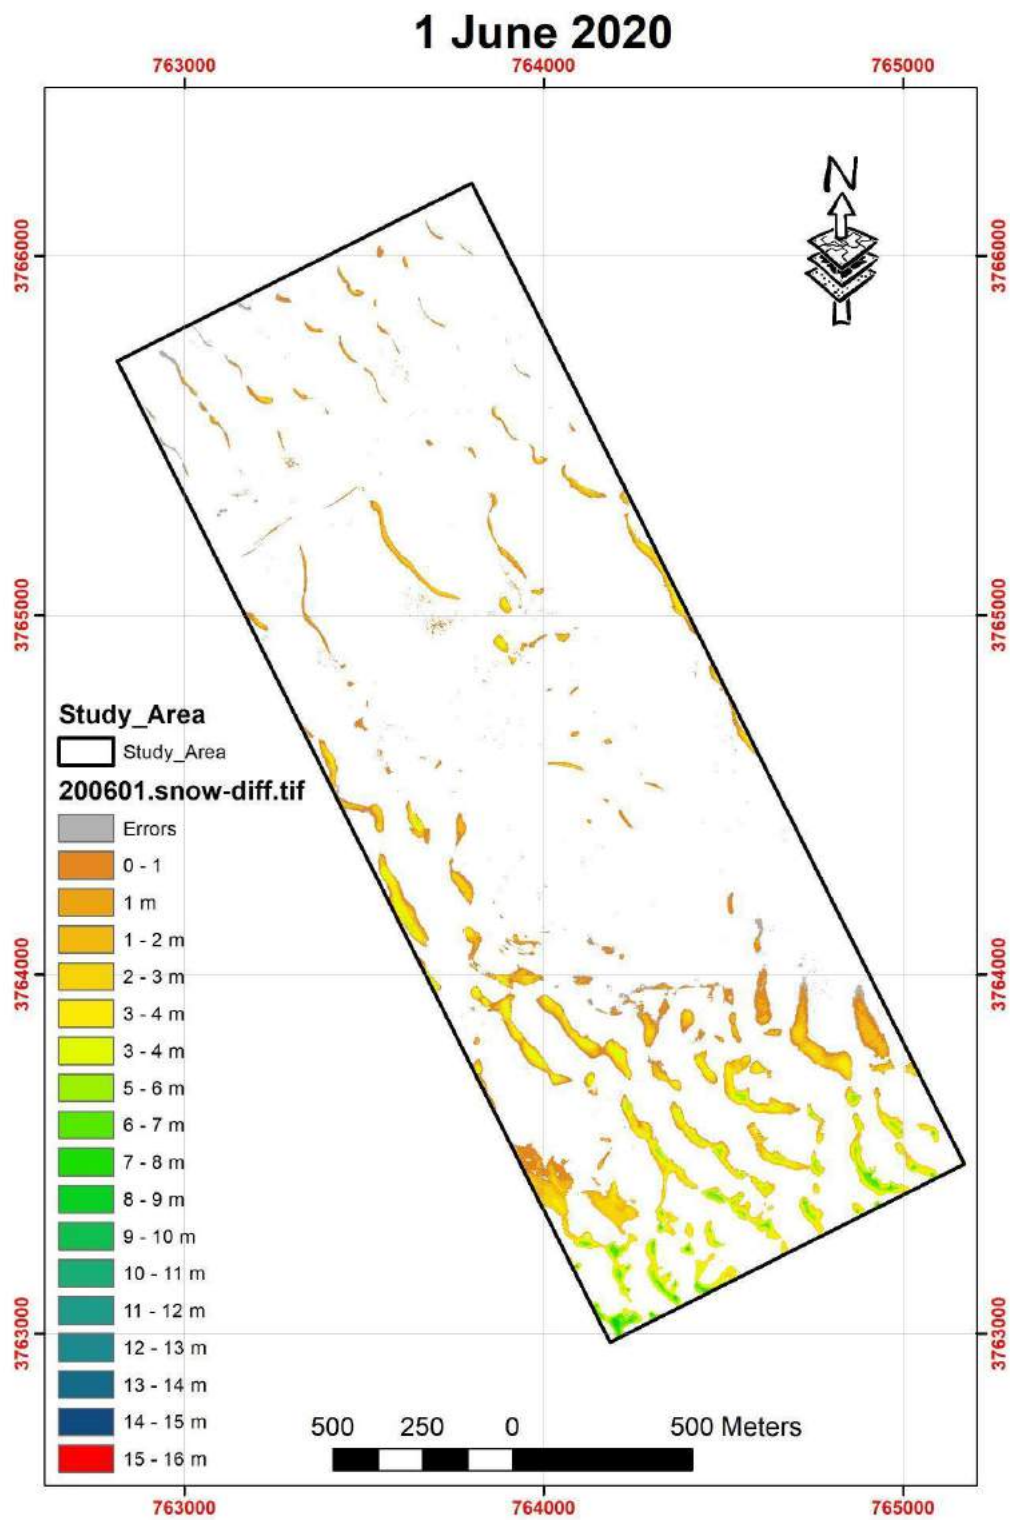 1 June 2020
763000 764000 765000
N
3766000 3766000
3765000 3765000
Study_Area
Study_Area
200601.snow-diff.tif
Errors
0 - 1
1 m
1 - 2 m
2 - 3 m
3 - 4 m
3 - 4 m
5 - 6 m
6 - 7 m
7 - 8 m
8 - 9 m
9 - 10 m
10 - 11 m
11 - 12 m
12 - 13 m
13 - 14 m
14 - 15 m
15 - 16 m
3764000 3764000
3763000 3763000
500 250 0 500 Meters
763000 764000 765000